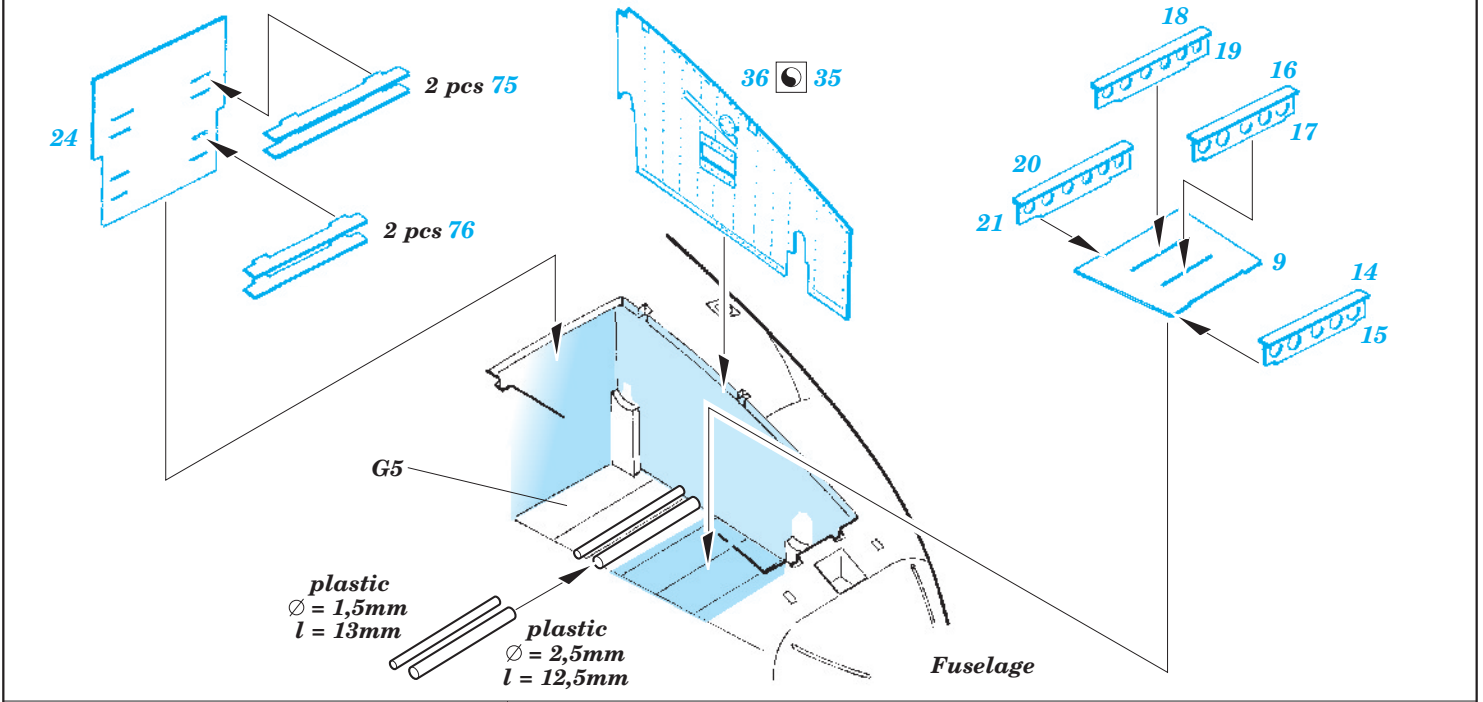 24
2 pcs 75
2 pcs 76
36 35
18
19
16
17
20
21
9
14
15
G5
plastic
∅ = 1,5mm
l = 13mm
plastic
∅ = 2,5mm
l = 12,5mm
Fuselage